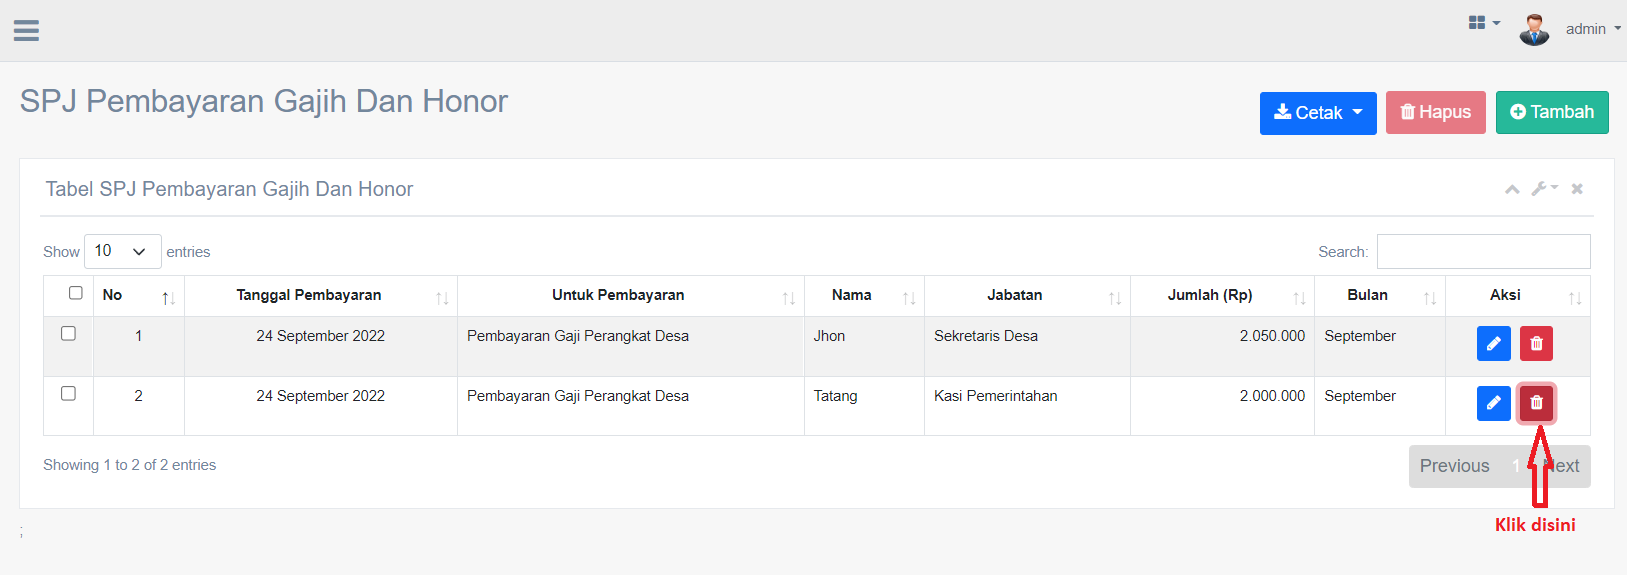 admin
SPJ Pembayaran Gajih Dan Honor
Cetak Hapus Tambah
Tabel SPJ Pembayaran Gajih Dan Honor
Show 10 entries Search:
No Tanggal Pembayaran Untuk Pembayaran Nama Jabatan Jumlah (Rp) Bulan Aksi
1 24 September 2022 Pembayaran Gaji Perangkat Desa Jhon Sekretaris Desa 2.050.000 September
2 24 September 2022 Pembayaran Gaji Perangkat Desa Tatang Kasi Pemerintahan 2.000.000 September
Showing 1 to 2 of 2 entries Previous 1 Next
Klik disini
;